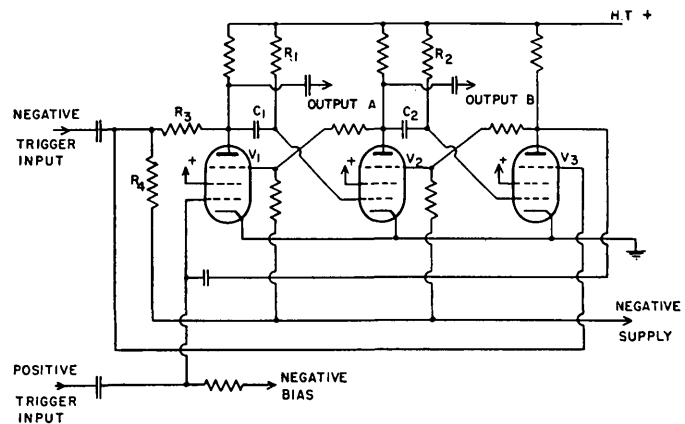 H.T +
R1
R2
OUTPUT A
OUTPUT B
NEGATIVE
TRIGGER
INPUT
R3
C1
C2
R4
+
V1
+
V2
+
V3
NEGATIVE
SUPPLY
POSITIVE
TRIGGER
INPUT
NEGATIVE
BIAS